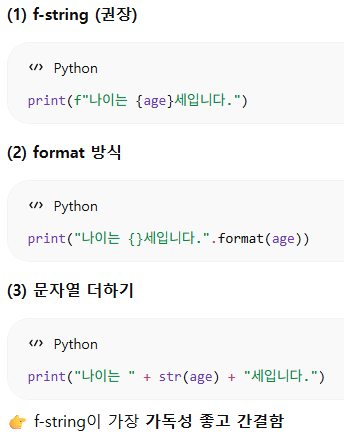 (1) f-string (권장)
Python
print(f"나이는 {age}세입니다.")
(2) format 방식
Python
print("나이는 {}세입니다.".format(age))
(3) 문자열 더하기
Python
print("나이는 " + str(age) + "세입니다.")
👉 f-string이 가장 가독성 좋고 간결함